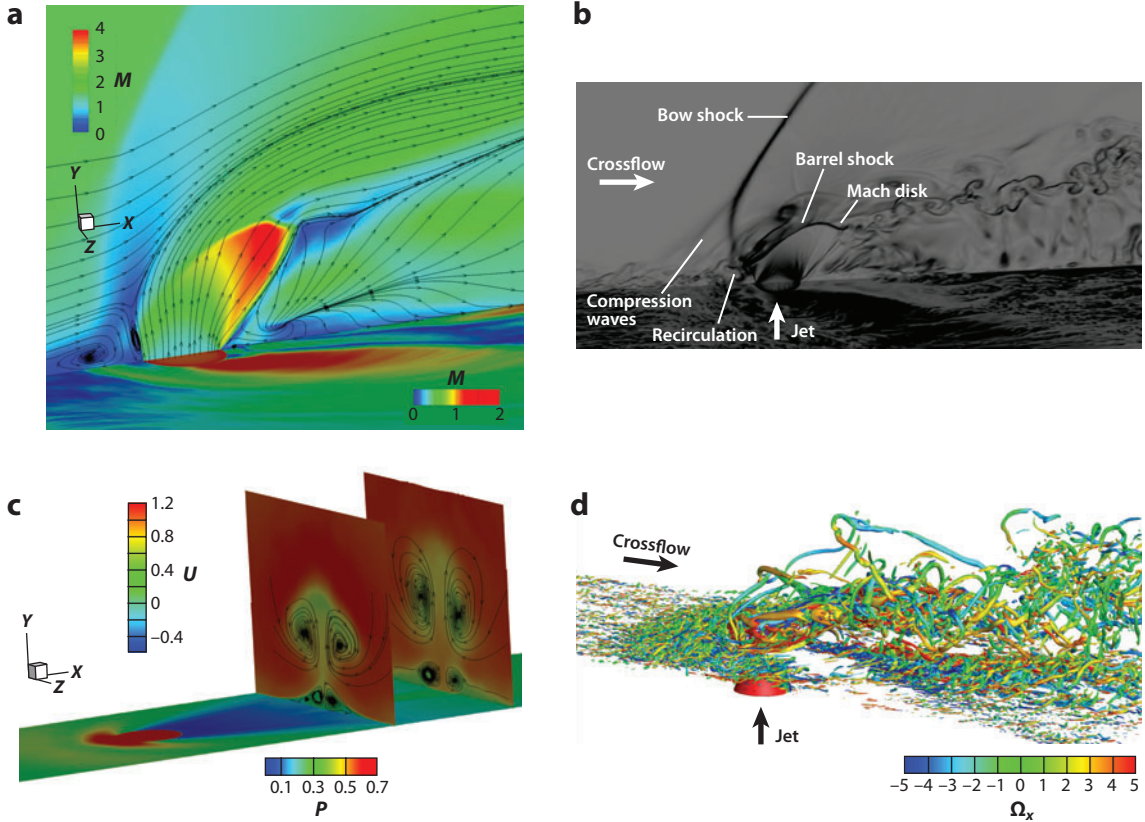 a
4
3
2
1
0
M
Y
X
Z
M
0 1 2
b
Bow shock
Crossflow
Barrel shock
Mach disk
Compression
waves
Recirculation
Jet
c
1.2
0.8
0.4
0
−0.4
U
Y
X
Z
0.1 0.3 0.5 0.7
P
d
Crossflow
Jet
−5 −4 −3 −2 −1 0 1 2 3 4 5
Ωx